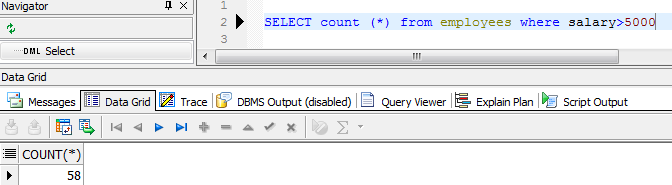 Navigator
DML Select
1
2 SELECT count (*) from employees where salary>5000
3
Data Grid
Messages Data Grid Trace DBMS Output (disabled) Query Viewer Explain Plan Script Output
COUNT(*)
58